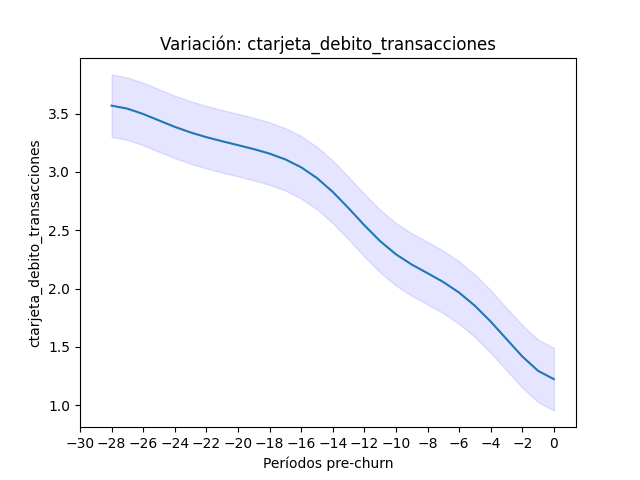 Variación: ctarjeta_debito_transacciones
ctarjeta_debito_transacciones
3.5
3.0
2.5
2.0
1.5
1.0
−30 −28 −26 −24 −22 −20 −18 −16 −14 −12 −10 −8 −6 −4 −2 0
Períodos pre-churn